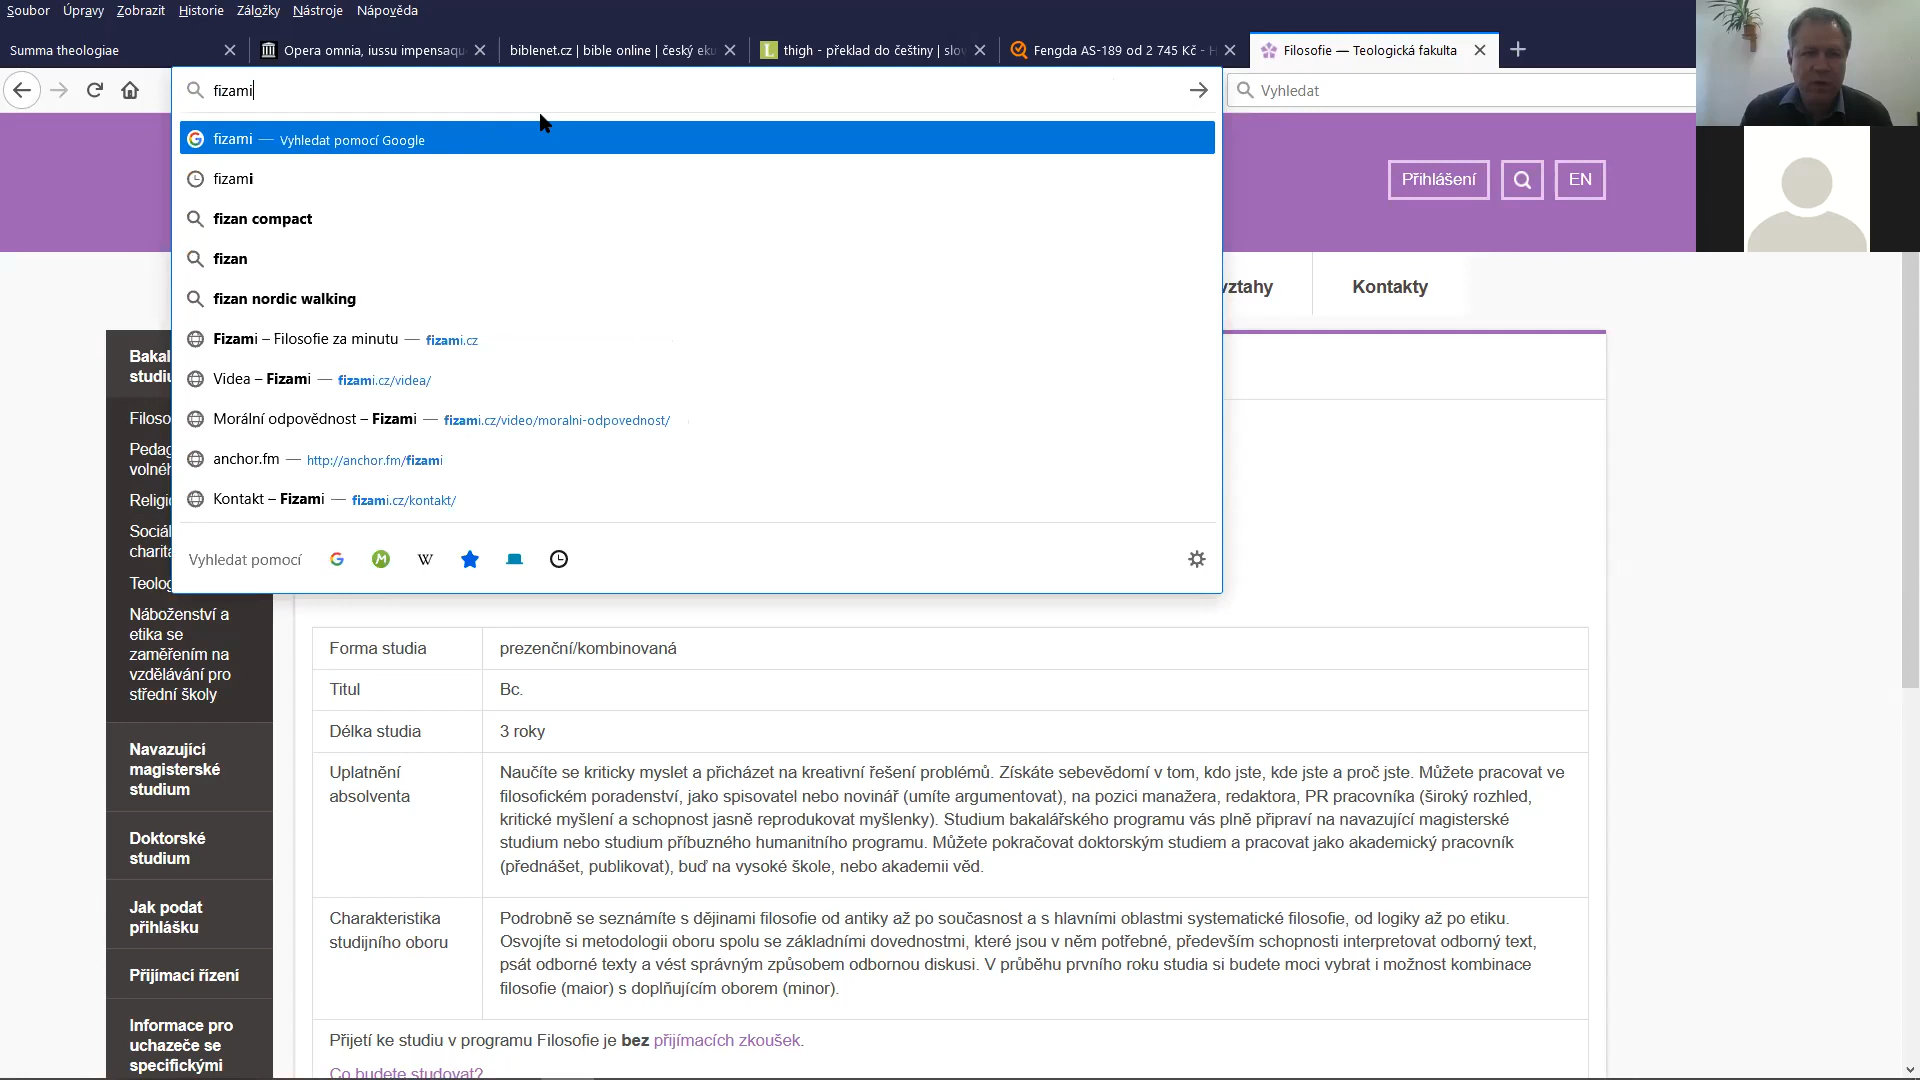 Soubor Úpravy Zobrazit Historie Záložky Nástroje Nápověda
Summa theologiae
Opera omnia, iussu impensaqu
biblenet.cz | bible online | český eku
thigh - překlad do češtiny | slov
Fengda AS-189 od 2 745 Kč - H
Filosofie — Teologická fakulta
fizami
Vyhledat
fizami — Vyhledat pomocí Google
fizami
fizan compact
fizan
fizan nordic walking
Fizami – Filosofie za minutu — fizami.cz
Videa – Fizami — fizami.cz/videa/
Morální odpovědnost – Fizami — fizami.cz/video/moralni-odpovednost/
anchor.fm — http://anchor.fm/fizami
Kontakt – Fizami — fizami.cz/kontakt/
Vyhledat pomocí
Přihlášení
EN
vztahy
Kontakty
Bakal
studiu
Filoso
Pedag
volnéh
Religi
Sociál
charita
Teolog
Náboženství a
etika se
zaměřením na
vzdělávání pro
střední školy
Navazující
magisterské
studium
Doktorské
studium
Jak podat
přihlášku
Přijímací řízení
Informace pro
uchazeče se
specifickými
Forma studia
prezenční/kombinovaná
Titul
Bc.
Délka studia
3 roky
Uplatnění
absolventa
Naučíte se kriticky myslet a přicházet na kreativní řešení problémů. Získáte sebevědomí v tom, kdo jste, kde jste a proč jste. Můžete pracovat ve
filosofickém poradenství, jako spisovatel nebo novinář (umíte argumentovat), na pozici manažera, redaktora, PR pracovníka (široký rozhled,
kritické myšlení a schopnost jasně reprodukovat myšlenky). Studium bakalářského programu vás plně připraví na navazující magisterské
studium nebo studium příbuzného humanitního programu. Můžete pokračovat doktorským studiem a pracovat jako akademický pracovník
(přednášet, publikovat), buď na vysoké škole, nebo akademii věd.
Charakteristika
studijního oboru
Podrobně se seznámíte s dějinami filosofie od antiky až po současnost a s hlavními oblastmi systematické filosofie, od logiky až po etiku.
Osvojíte si metodologii oboru spolu se základními dovednostmi, které jsou v něm potřebné, především schopnosti interpretovat odborný text,
psát odborné texty a vést správným způsobem odbornou diskusi. V průběhu prvního roku studia si budete moci vybrat i možnost kombinace
filosofie (maior) s doplňujícím oborem (minor).
Přijetí ke studiu v programu Filosofie je bez přijímacích zkoušek.
Co budete studovat?